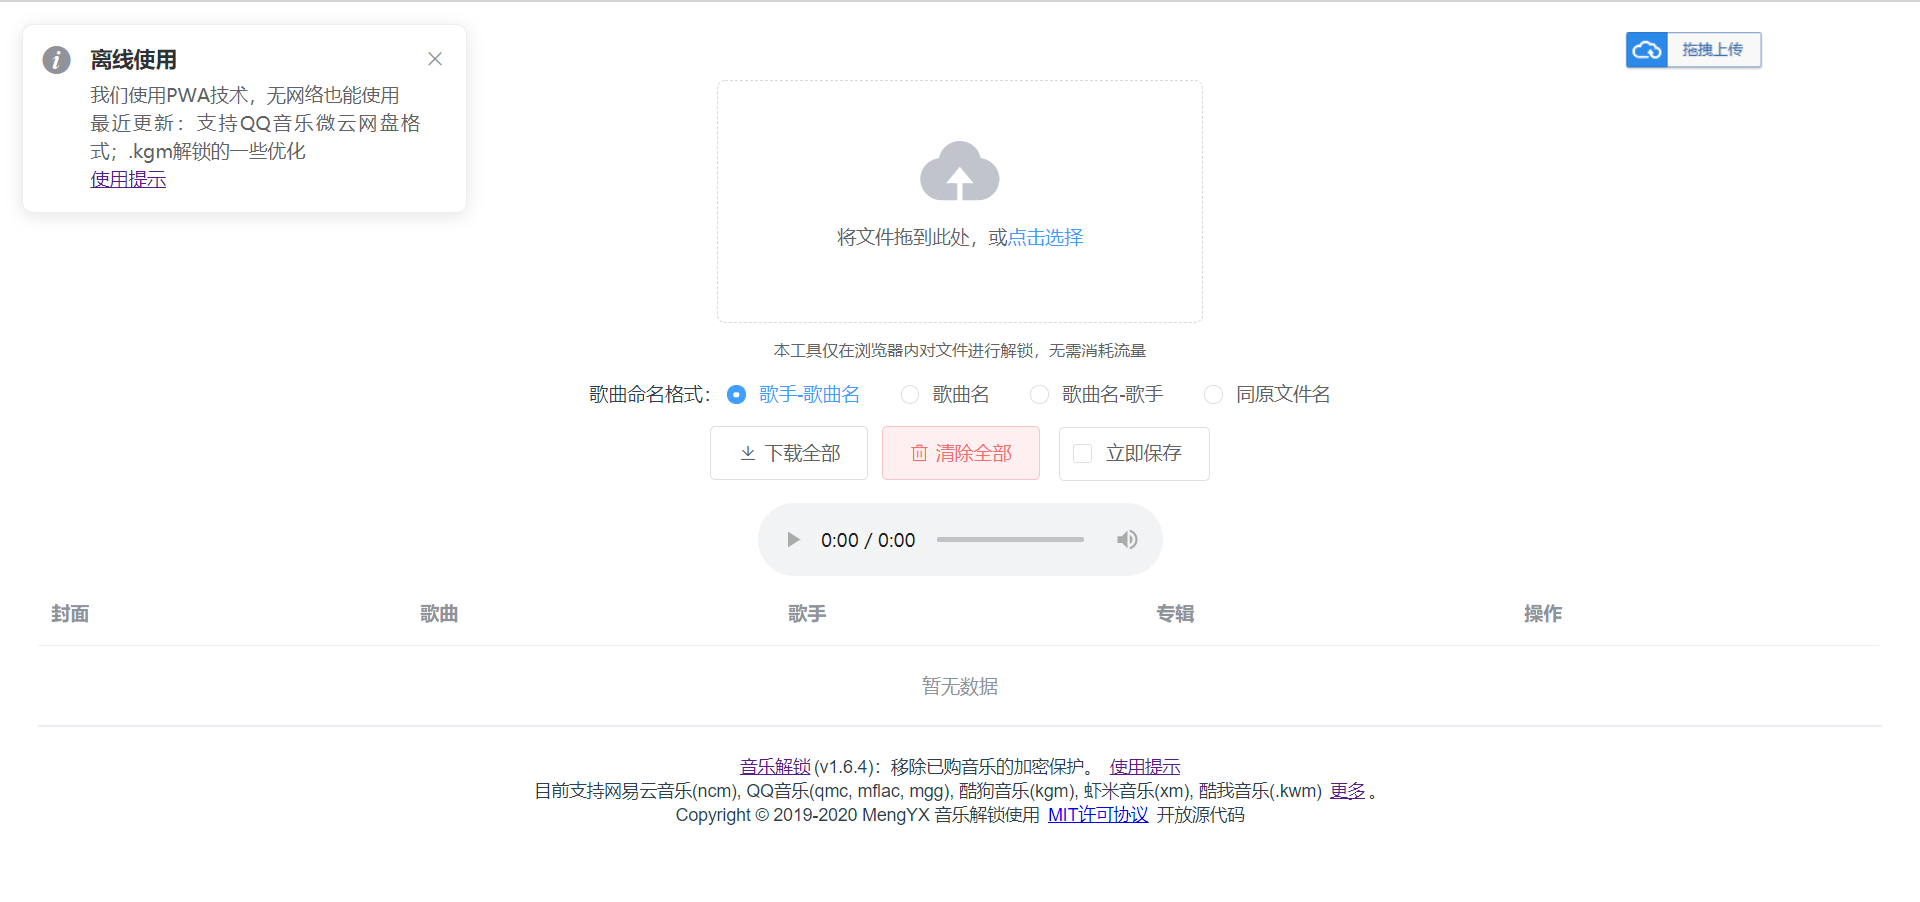 离线使用
我们使用PWA技术，无网络也能使用
最近更新：支持QQ音乐微云网盘格
式；.kgm解锁的一些优化
使用提示
拖拽上传
将文件拖到此处，或点击选择
本工具仅在浏览器内对文件进行解锁，无需消耗流量
歌曲命名格式： 歌手-歌曲名 歌曲名 歌曲名-歌手 同原文件名
下载全部 清除全部 立即保存
0:00 / 0:00
封面 歌曲 歌手 专辑 操作
暂无数据
音乐解锁(v1.6.4)：移除已购音乐的加密保护。 使用提示
目前支持网易云音乐(ncm), QQ音乐(qmc, mflac, mgg), 酷狗音乐(kgm), 虾米音乐(xm), 酷我音乐(.kwm) 更多。
Copyright © 2019-2020 MengYX 音乐解锁使用 MIT许可协议 开放源代码